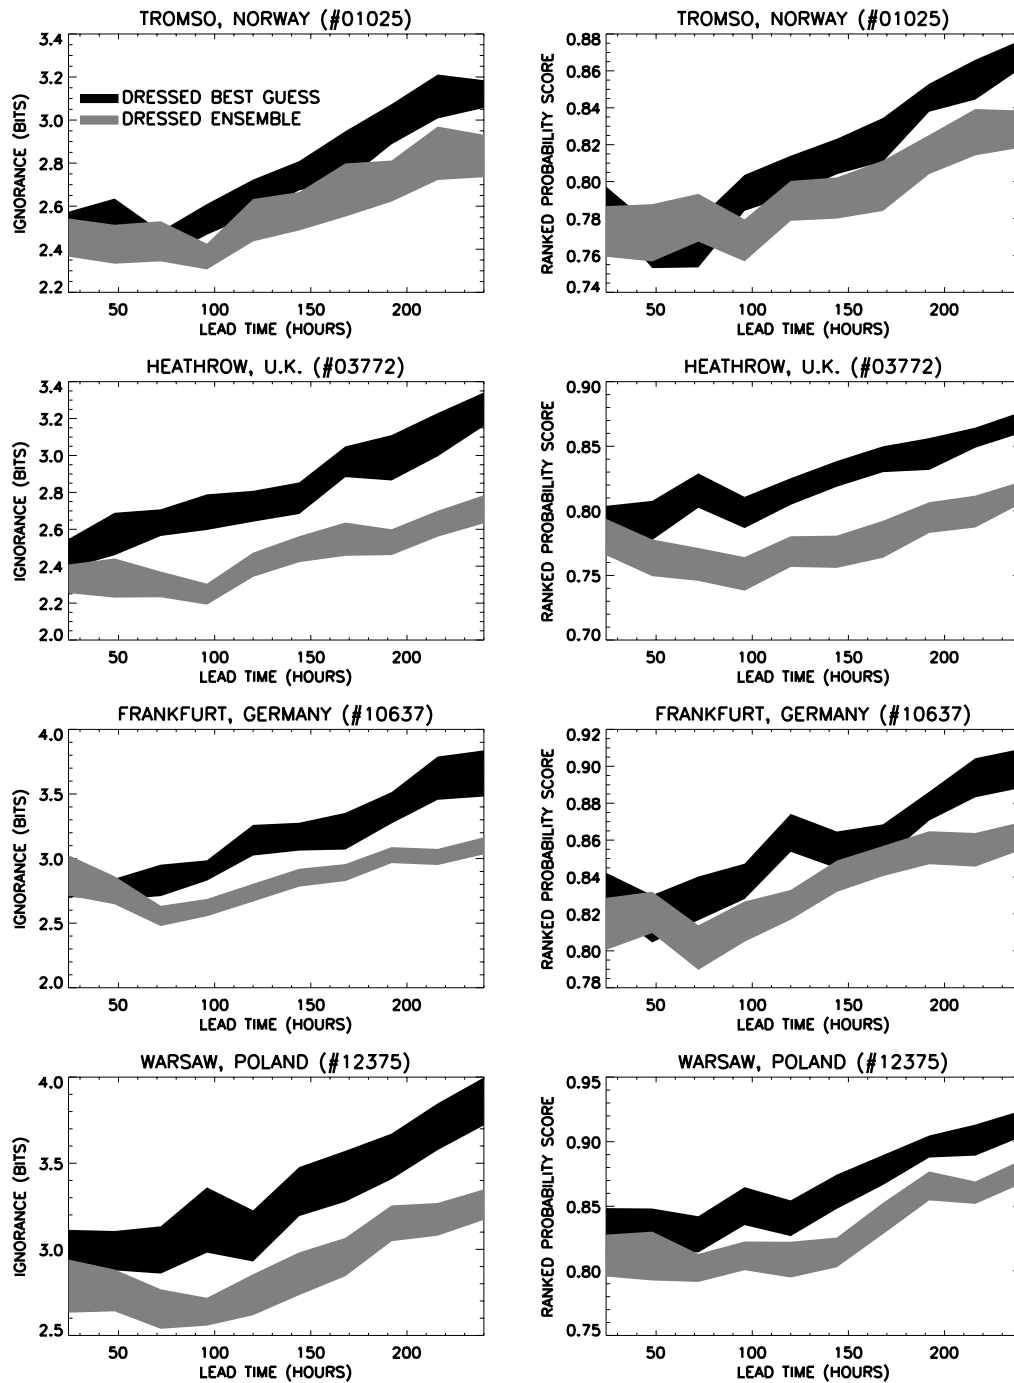 TROMSO, NORWAY (#01025)
3.4
3.2
3.0
2.8
2.6
2.4
2.2
IGNORANCE (BITS)
DRESSED BEST GUESS
DRESSED ENSEMBLE
50 100 150 200
LEAD TIME (HOURS)
TROMSO, NORWAY (#01025)
0.88
0.86
0.84
0.82
0.80
0.78
0.76
0.74
RANKED PROBABILITY SCORE
50 100 150 200
LEAD TIME (HOURS)
HEATHROW, U.K. (#03772)
3.4
3.2
3.0
2.8
2.6
2.4
2.2
2.0
IGNORANCE (BITS)
50 100 150 200
LEAD TIME (HOURS)
HEATHROW, U.K. (#03772)
0.90
0.85
0.80
0.75
0.70
RANKED PROBABILITY SCORE
50 100 150 200
LEAD TIME (HOURS)
FRANKFURT, GERMANY (#10637)
4.0
3.5
3.0
2.5
2.0
IGNORANCE (BITS)
50 100 150 200
LEAD TIME (HOURS)
FRANKFURT, GERMANY (#10637)
0.92
0.90
0.88
0.86
0.84
0.82
0.80
0.78
RANKED PROBABILITY SCORE
50 100 150 200
LEAD TIME (HOURS)
WARSAW, POLAND (#12375)
4.0
3.5
3.0
2.5
IGNORANCE (BITS)
50 100 150 200
LEAD TIME (HOURS)
WARSAW, POLAND (#12375)
0.95
0.90
0.85
0.80
0.75
RANKED PROBABILITY SCORE
50 100 150 200
LEAD TIME (HOURS)